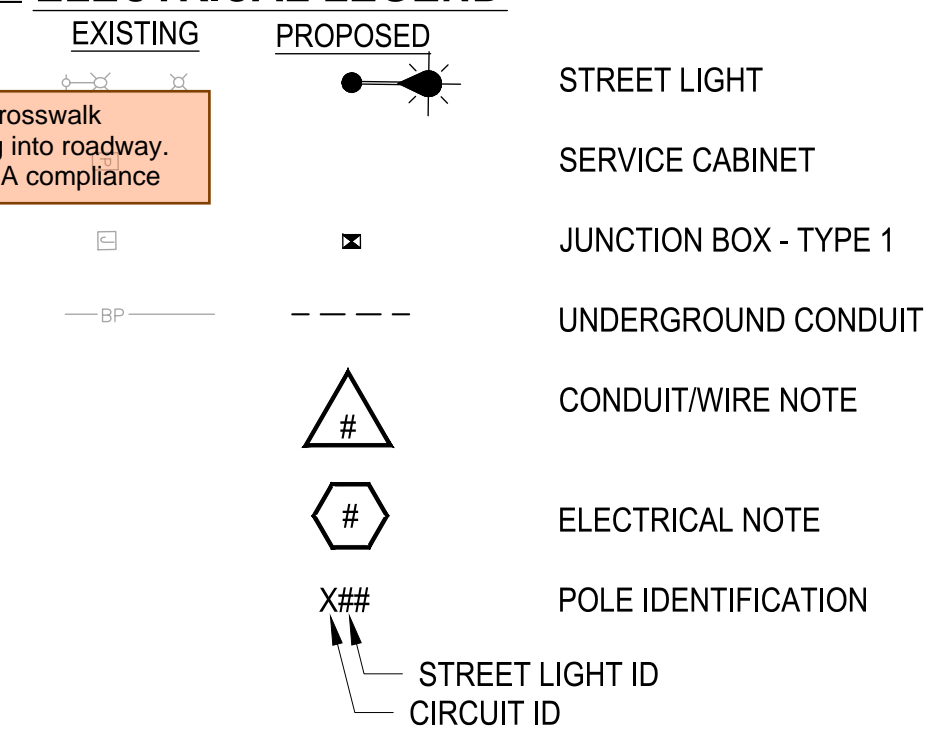 ELECTRICAL LEGEND
EXISTING PROPOSED
STREET LIGHT
into roadway.
compliance
SERVICE CABINET
J JUNCTION BOX - TYPE 1
BP UNDERGROUND CONDUIT
# CONDUIT/WIRE NOTE
# ELECTRICAL NOTE
X## POLE IDENTIFICATION
STREET LIGHT ID
CIRCUIT ID